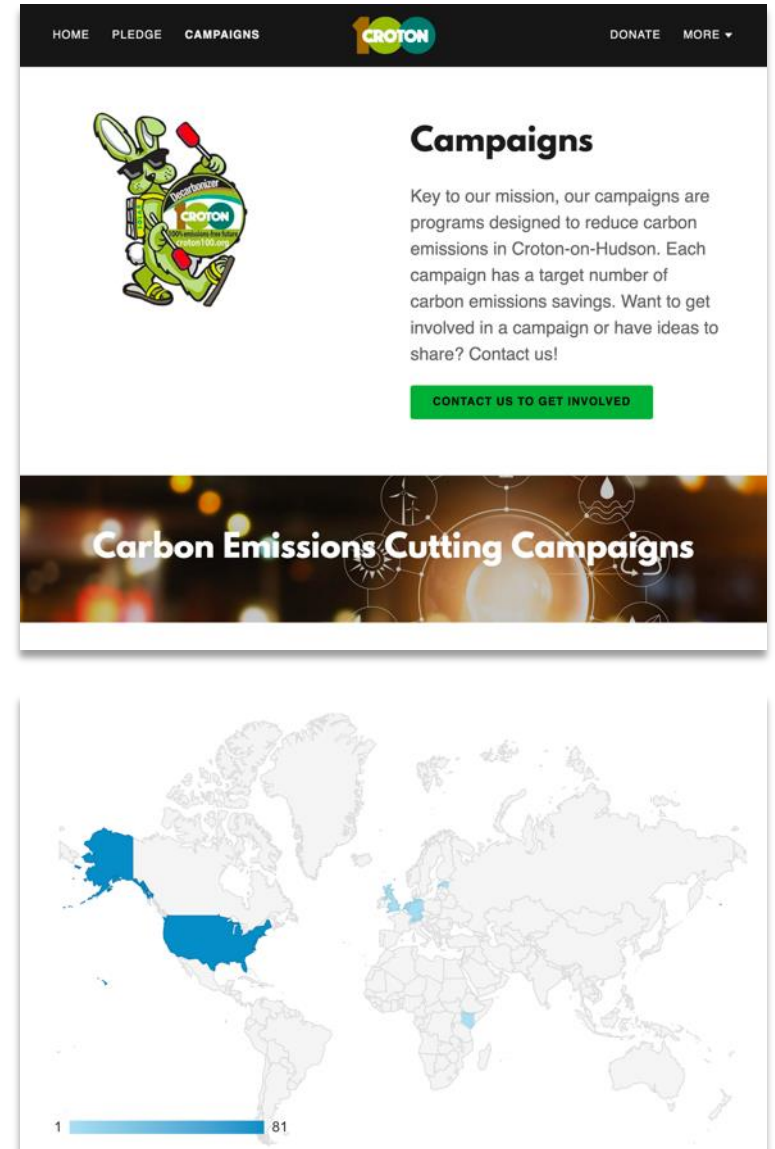 HOME PLEDGE CAMPAIGNS 100 CROTON DONATE MORE
Decarbonizer
100 CROTON
100% emissions-free future
croton100.org
Campaigns
Key to our mission, our campaigns are
programs designed to reduce carbon
emissions in Croton-on-Hudson. Each
campaign has a target number of
carbon emissions savings. Want to get
involved in a campaign or have ideas to
share? Contact us!
CONTACT US TO GET INVOLVED
Carbon Emissions Cutting Campaigns
1 81